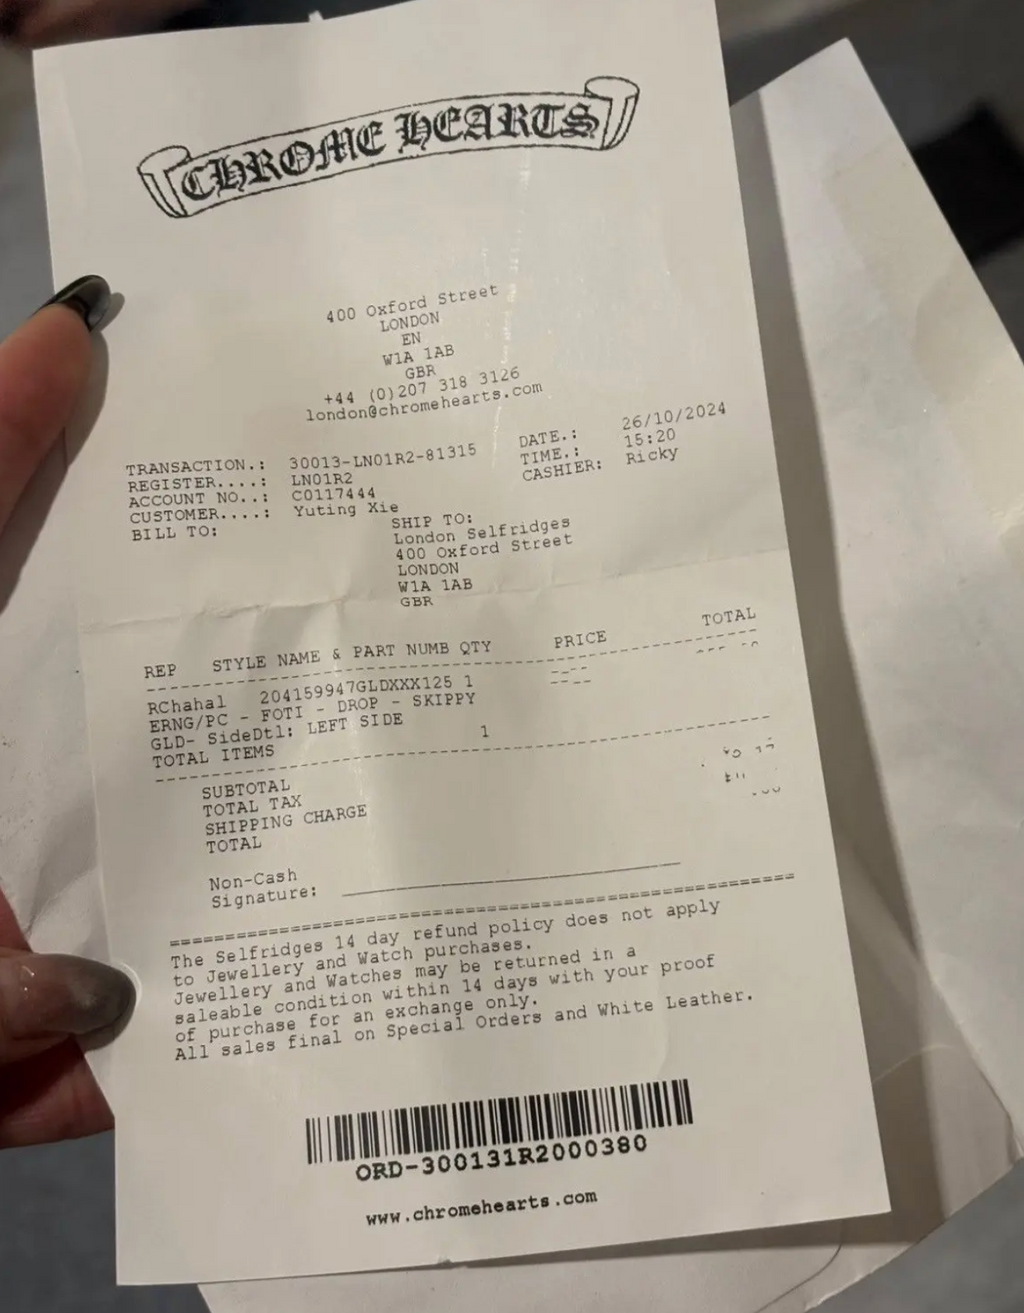 CHROME HEARTS
400 Oxford Street
LONDON
EN
W1A 1AB
GBR
+44 (0)207 318 3126
london@chromehearts.com
TRANSACTION.: 30013-LN01R2-81315 DATE.: 26/10/2024
REGISTER....: LN01R2 TIME.: 15:20
ACCOUNT NO..: C0117444 CASHIER: Ricky
CUSTOMER....: Yuting Xie
BILL TO: SHIP TO:
London Selfridges
400 Oxford Street
LONDON
W1A 1AB
GBR
REP STYLE NAME & PART NUMB QTY PRICE TOTAL
RChahal 204159947GLDXXX125 1
ERNG/PC - FOTI - DROP - SKIPPY
GLD- SideDtl: LEFT SIDE
TOTAL ITEMS 1
SUBTOTAL
TOTAL TAX
SHIPPING CHARGE
TOTAL
Non-Cash
Signature:
The Selfridges 14 day refund policy does not apply
to Jewellery and Watch purchases.
Jewellery and Watches may be returned in a
saleable condition within 14 days with your proof
of purchase for an exchange only.
All sales final on Special Orders and White Leather.
ORD-300131R2000380
www.chromehearts.com